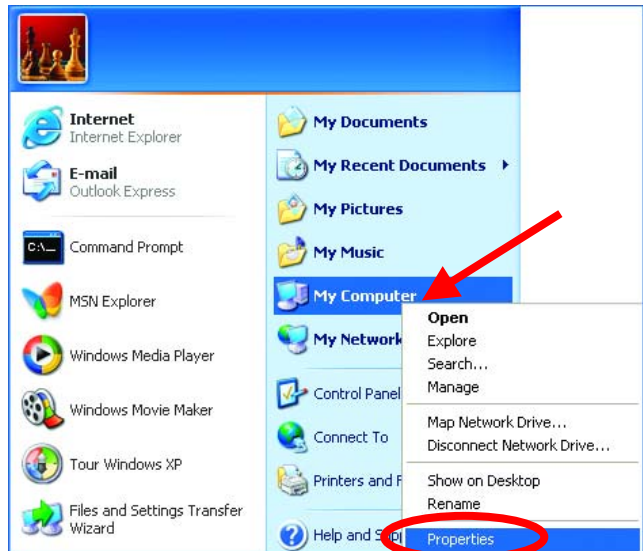 Internet
Internet Explorer
E-mail
Outlook Express
C:\_
Command Prompt
MSN Explorer
Windows Media Player
Windows Movie Maker
Tour Windows XP
Files and Settings Transfer
Wizard
My Documents
My Recent Documents
My Pictures
My Music
My Computer
My Network
Control Panel
Connect To
Printers and F
Help and Sup
Open
Explore
Search...
Manage
Map Network Drive...
Disconnect Network Drive...
Show on Desktop
Rename
Properties